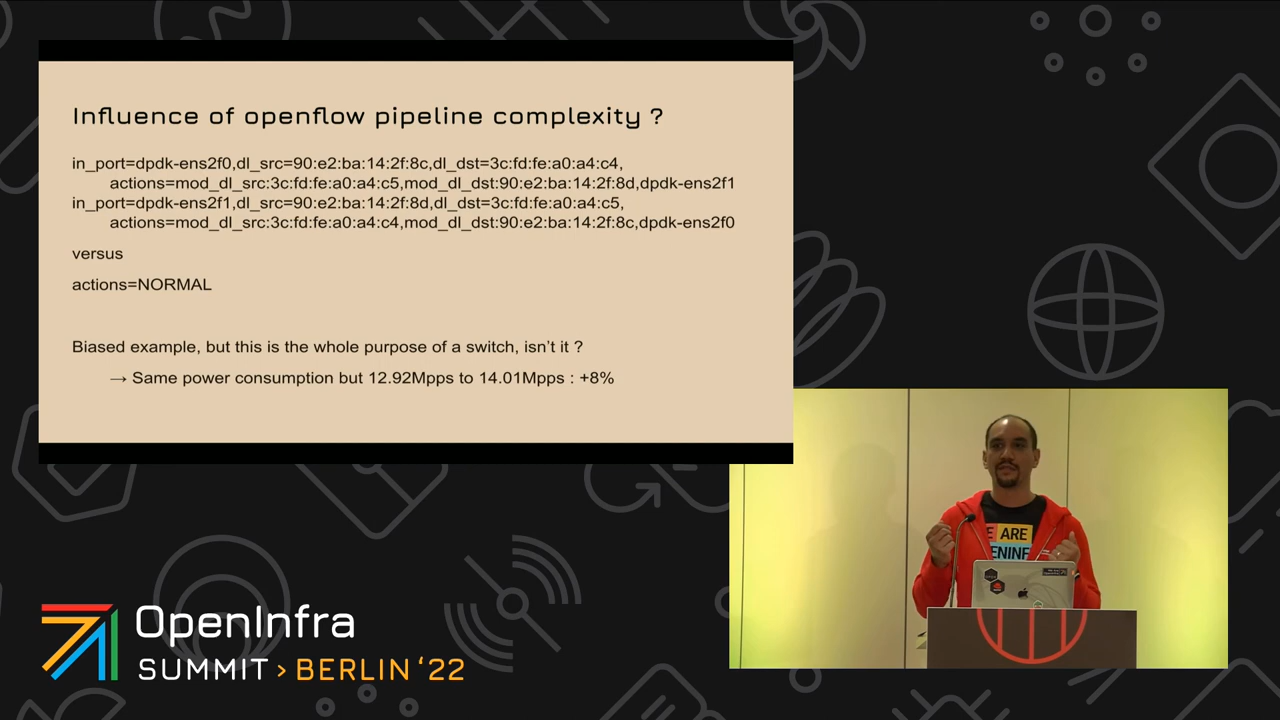 Influence of openflow pipeline complexity ?
in_port=dpdk-ens2f0,dl_src=90:e2:ba:14:2f:8c,dl_dst=3c:fd:fe:a0:a4:c4,
actions=mod_dl_src:3c:fd:fe:a0:a4:c5,mod_dl_dst:90:e2:ba:14:2f:8d,dpdk-ens2f1
in_port=dpdk-ens2f1,dl_src=90:e2:ba:14:2f:8d,dl_dst=3c:fd:fe:a0:a4:c5,
actions=mod_dl_src:3c:fd:fe:a0:a4:c4,mod_dl_dst:90:e2:ba:14:2f:8c,dpdk-ens2f0
versus
actions=NORMAL
Biased example, but this is the whole purpose of a switch, isn't it ?
→ Same power consumption but 12.92Mpps to 14.01Mpps : +8%
ARE
OpenInfra
SUMMIT > BERLIN ‘22